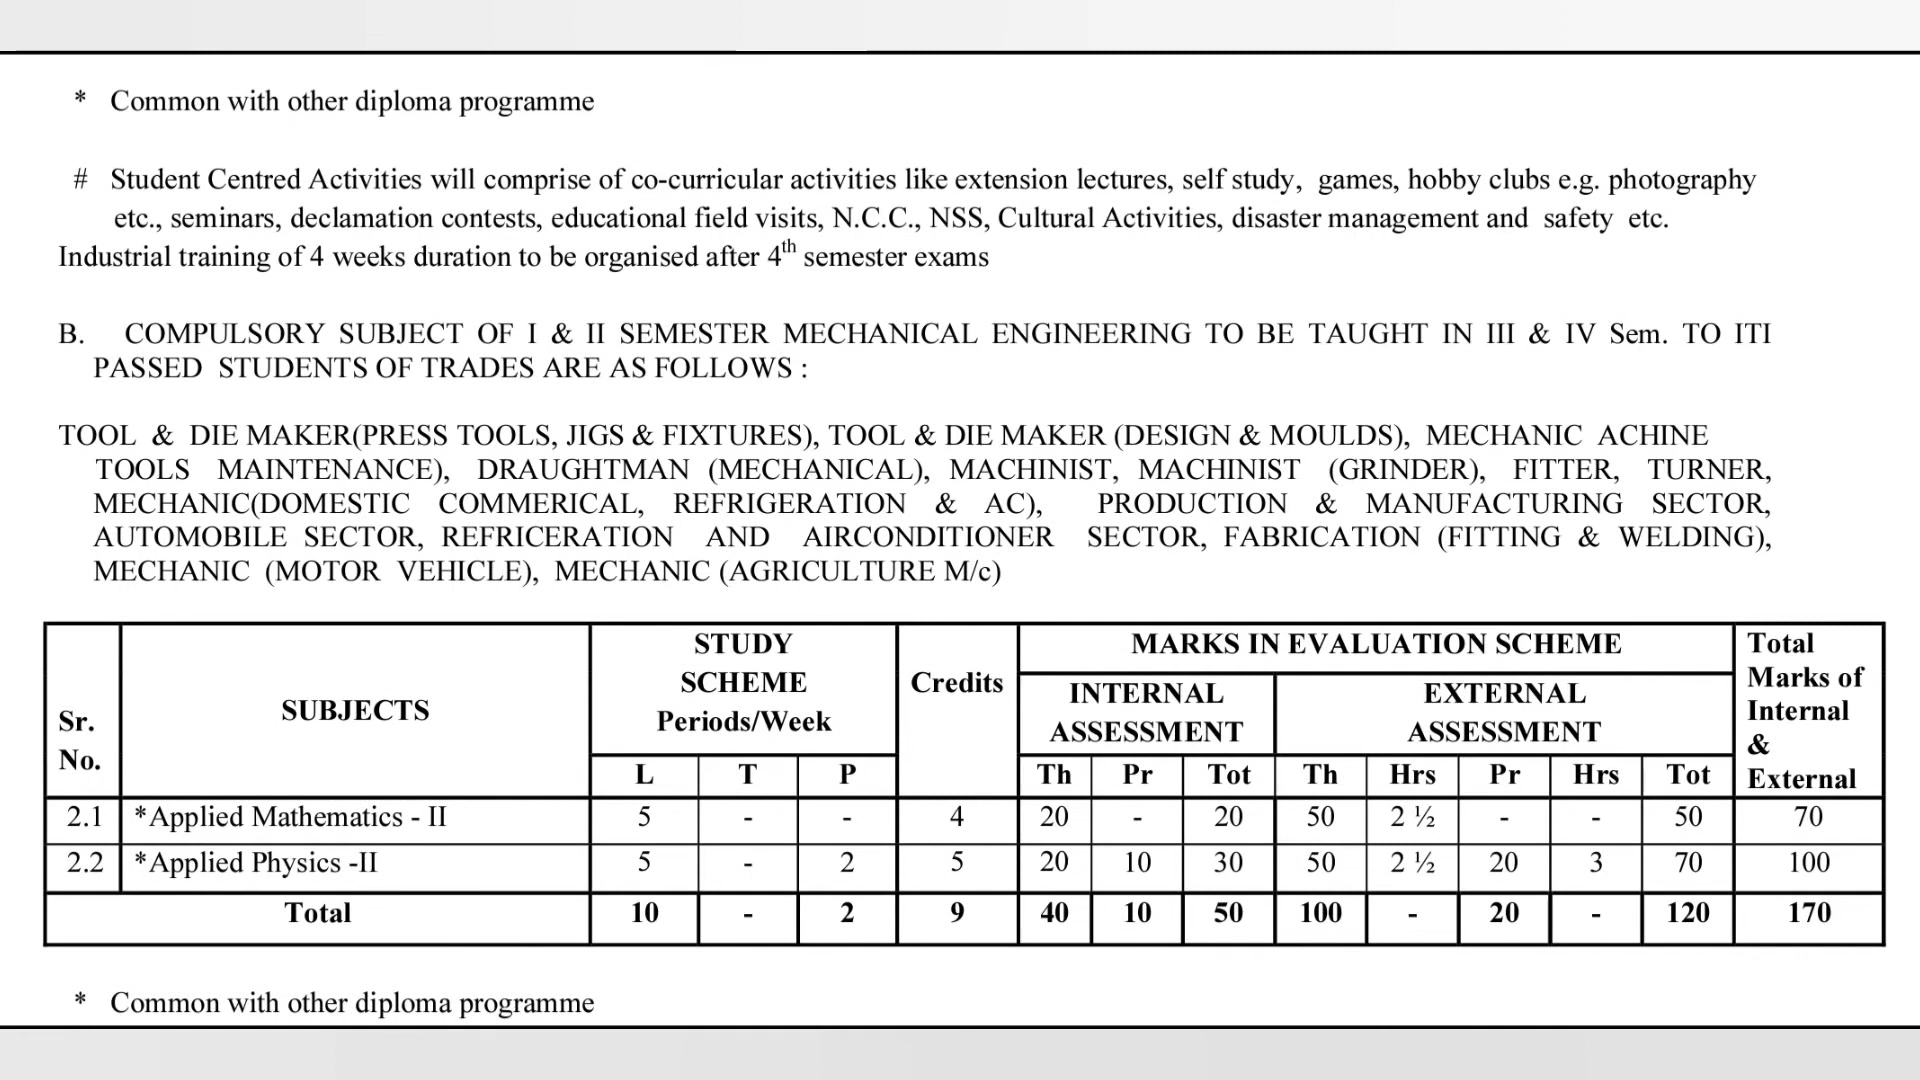 * Common with other diploma programme
# Student Centred Activities will comprise of co-curricular activities like extension lectures, self study, games, hobby clubs e.g. photography
etc., seminars, declamation contests, educational field visits, N.C.C., NSS, Cultural Activities, disaster management and safety etc.
Industrial training of 4 weeks duration to be organised after 4th semester exams
B. COMPULSORY SUBJECT OF I & II SEMESTER MECHANICAL ENGINEERING TO BE TAUGHT IN III & IV Sem. TO ITI
PASSED STUDENTS OF TRADES ARE AS FOLLOWS :
TOOL & DIE MAKER(PRESS TOOLS, JIGS & FIXTURES), TOOL & DIE MAKER (DESIGN & MOULDS), MECHANIC ACHINE
TOOLS MAINTENANCE), DRAUGHTMAN (MECHANICAL), MACHINIST, MACHINIST (GRINDER), FITTER, TURNER,
MECHANIC(DOMESTIC COMMERICAL, REFRIGERATION & AC), PRODUCTION & MANUFACTURING SECTOR,
AUTOMOBILE SECTOR, REFRICERATION AND AIRCONDITIONER SECTOR, FABRICATION (FITTING & WELDING),
MECHANIC (MOTOR VEHICLE), MECHANIC (AGRICULTURE M/c)
Sr.
No.
SUBJECTS
STUDY
SCHEME
Periods/Week
Credits
MARKS IN EVALUATION SCHEME
Total
Marks of
Internal
&
External
INTERNAL
ASSESSMENT
EXTERNAL
ASSESSMENT
L T P Th Pr Tot Th Hrs Pr Hrs Tot
2.1 *Applied Mathematics - II 5 - - 4 20 - 20 50 2 ½ - - 50 70
2.2 *Applied Physics -II 5 - 2 5 20 10 30 50 2 ½ 20 3 70 100
Total 10 - 2 9 40 10 50 100 - 20 - 120 170
* Common with other diploma programme